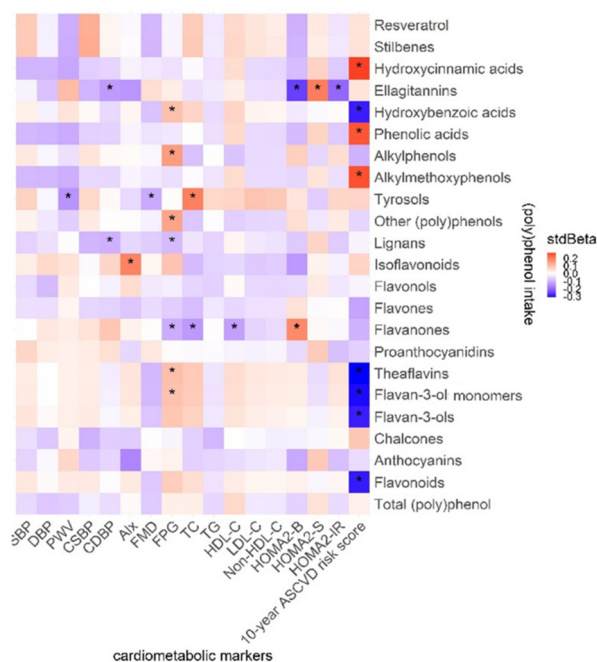 Resveratrol
Stilbenes
Hydroxycinnamic acids
*
Ellagitannins
* * * *
Hydroxybenzoic acids
* *
Phenolic acids
*
Alkylphenols
*
Alkylmethoxyphenols
*
Tyrosols
* * *
Other (poly)phenols
*
Lignans
* *
Isoflavonoids
*
Flavonols
Flavones
Flavanones
* * * *
Proanthocyanidins
Theaflavins
* *
Flavan-3-ol monomers
* *
Flavan-3-ols
*
Chalcones
Anthocyanins
Flavonoids
*
Total (poly)phenol
(poly)phenol intake
stdBeta
0.2
0.1
0.0
-0.1
-0.2
-0.3
SBP
DBP
PWV
CSBP
CDBP
AIx
FMD
FPG
TC
TG
HDL-C
LDL-C
Non-HDL-C
HOMA2-B
HOMA2-S
HOMA2-IR
10-year ASCVD risk score
cardiometabolic markers